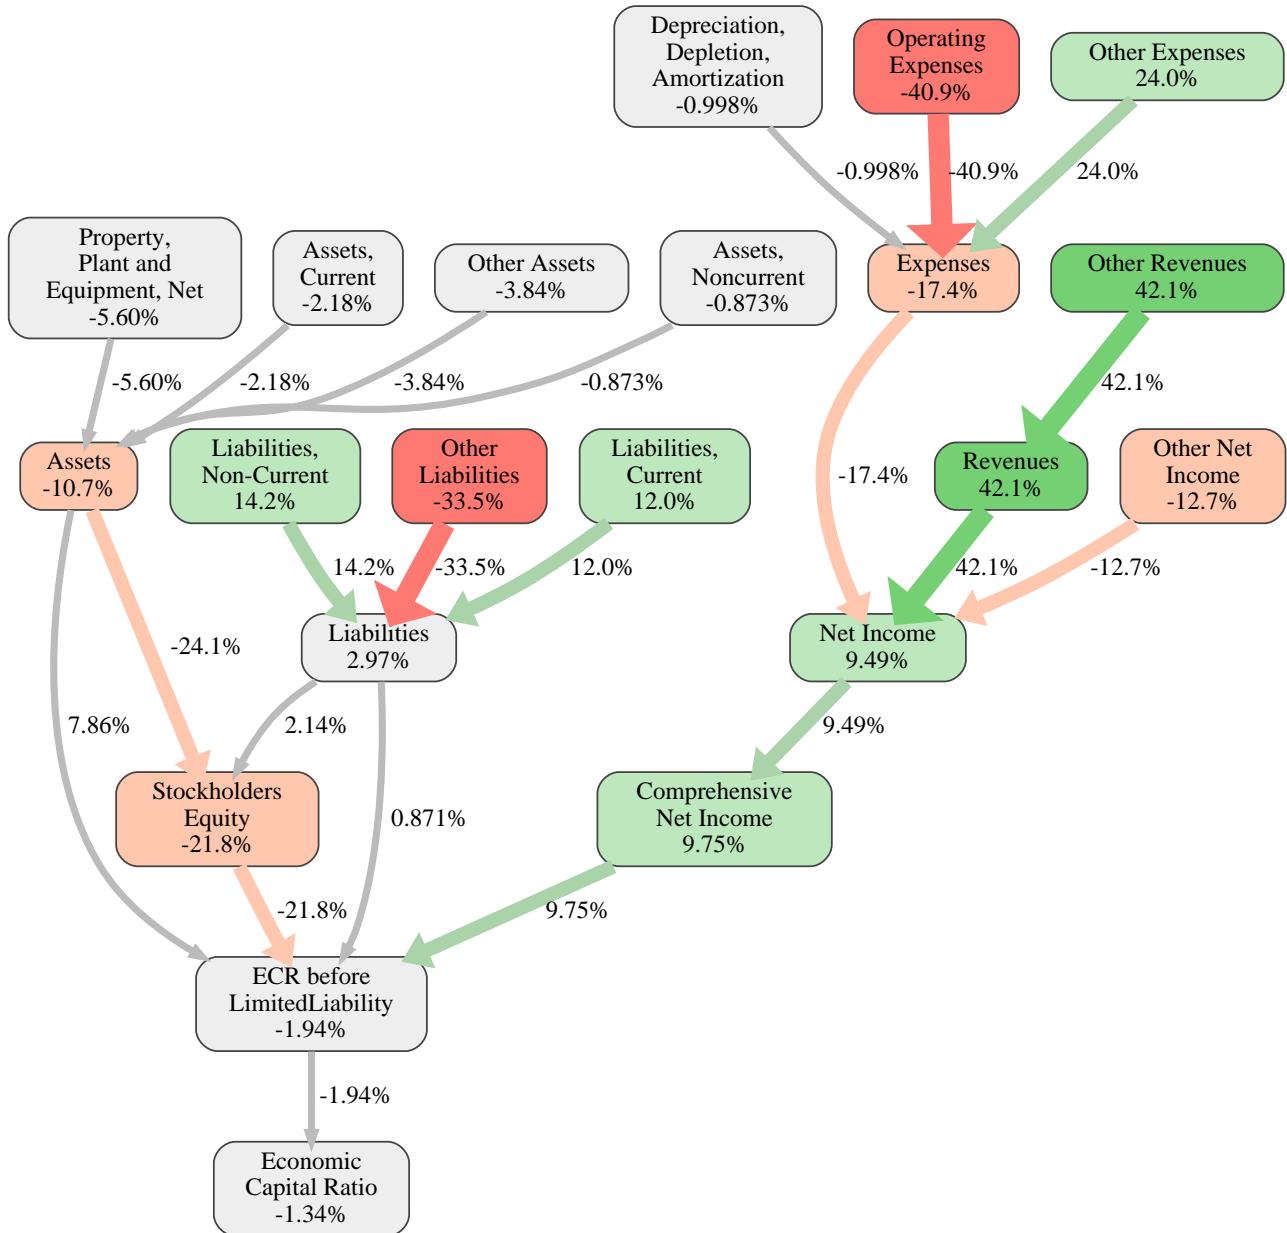 Depreciation,
Depletion,
Amortization
-0.998%
Operating
Expenses
-40.9%
Other Expenses
24.0%
-0.998%
-40.9%
24.0%
Property,
Plant and
Equipment, Net
-5.60%
Assets,
Current
-2.18%
Other Assets
-3.84%
Assets,
Noncurrent
-0.873%
Expenses
-17.4%
Other Revenues
42.1%
-5.60%
-2.18%
-3.84%
-0.873%
42.1%
Assets
-10.7%
Liabilities,
Non-Current
14.2%
Other
Liabilities
-33.5%
Liabilities,
Current
12.0%
-17.4%
Revenues
42.1%
Other Net
Income
-12.7%
14.2%
-33.5%
12.0%
42.1%
-12.7%
-24.1%
Liabilities
2.97%
Net Income
9.49%
7.86%
2.14%
9.49%
Stockholders
Equity
-21.8%
0.871%
Comprehensive
Net Income
9.75%
-21.8%
9.75%
ECR before
LimitedLiability
-1.94%
-1.94%
Economic
Capital Ratio
-1.34%